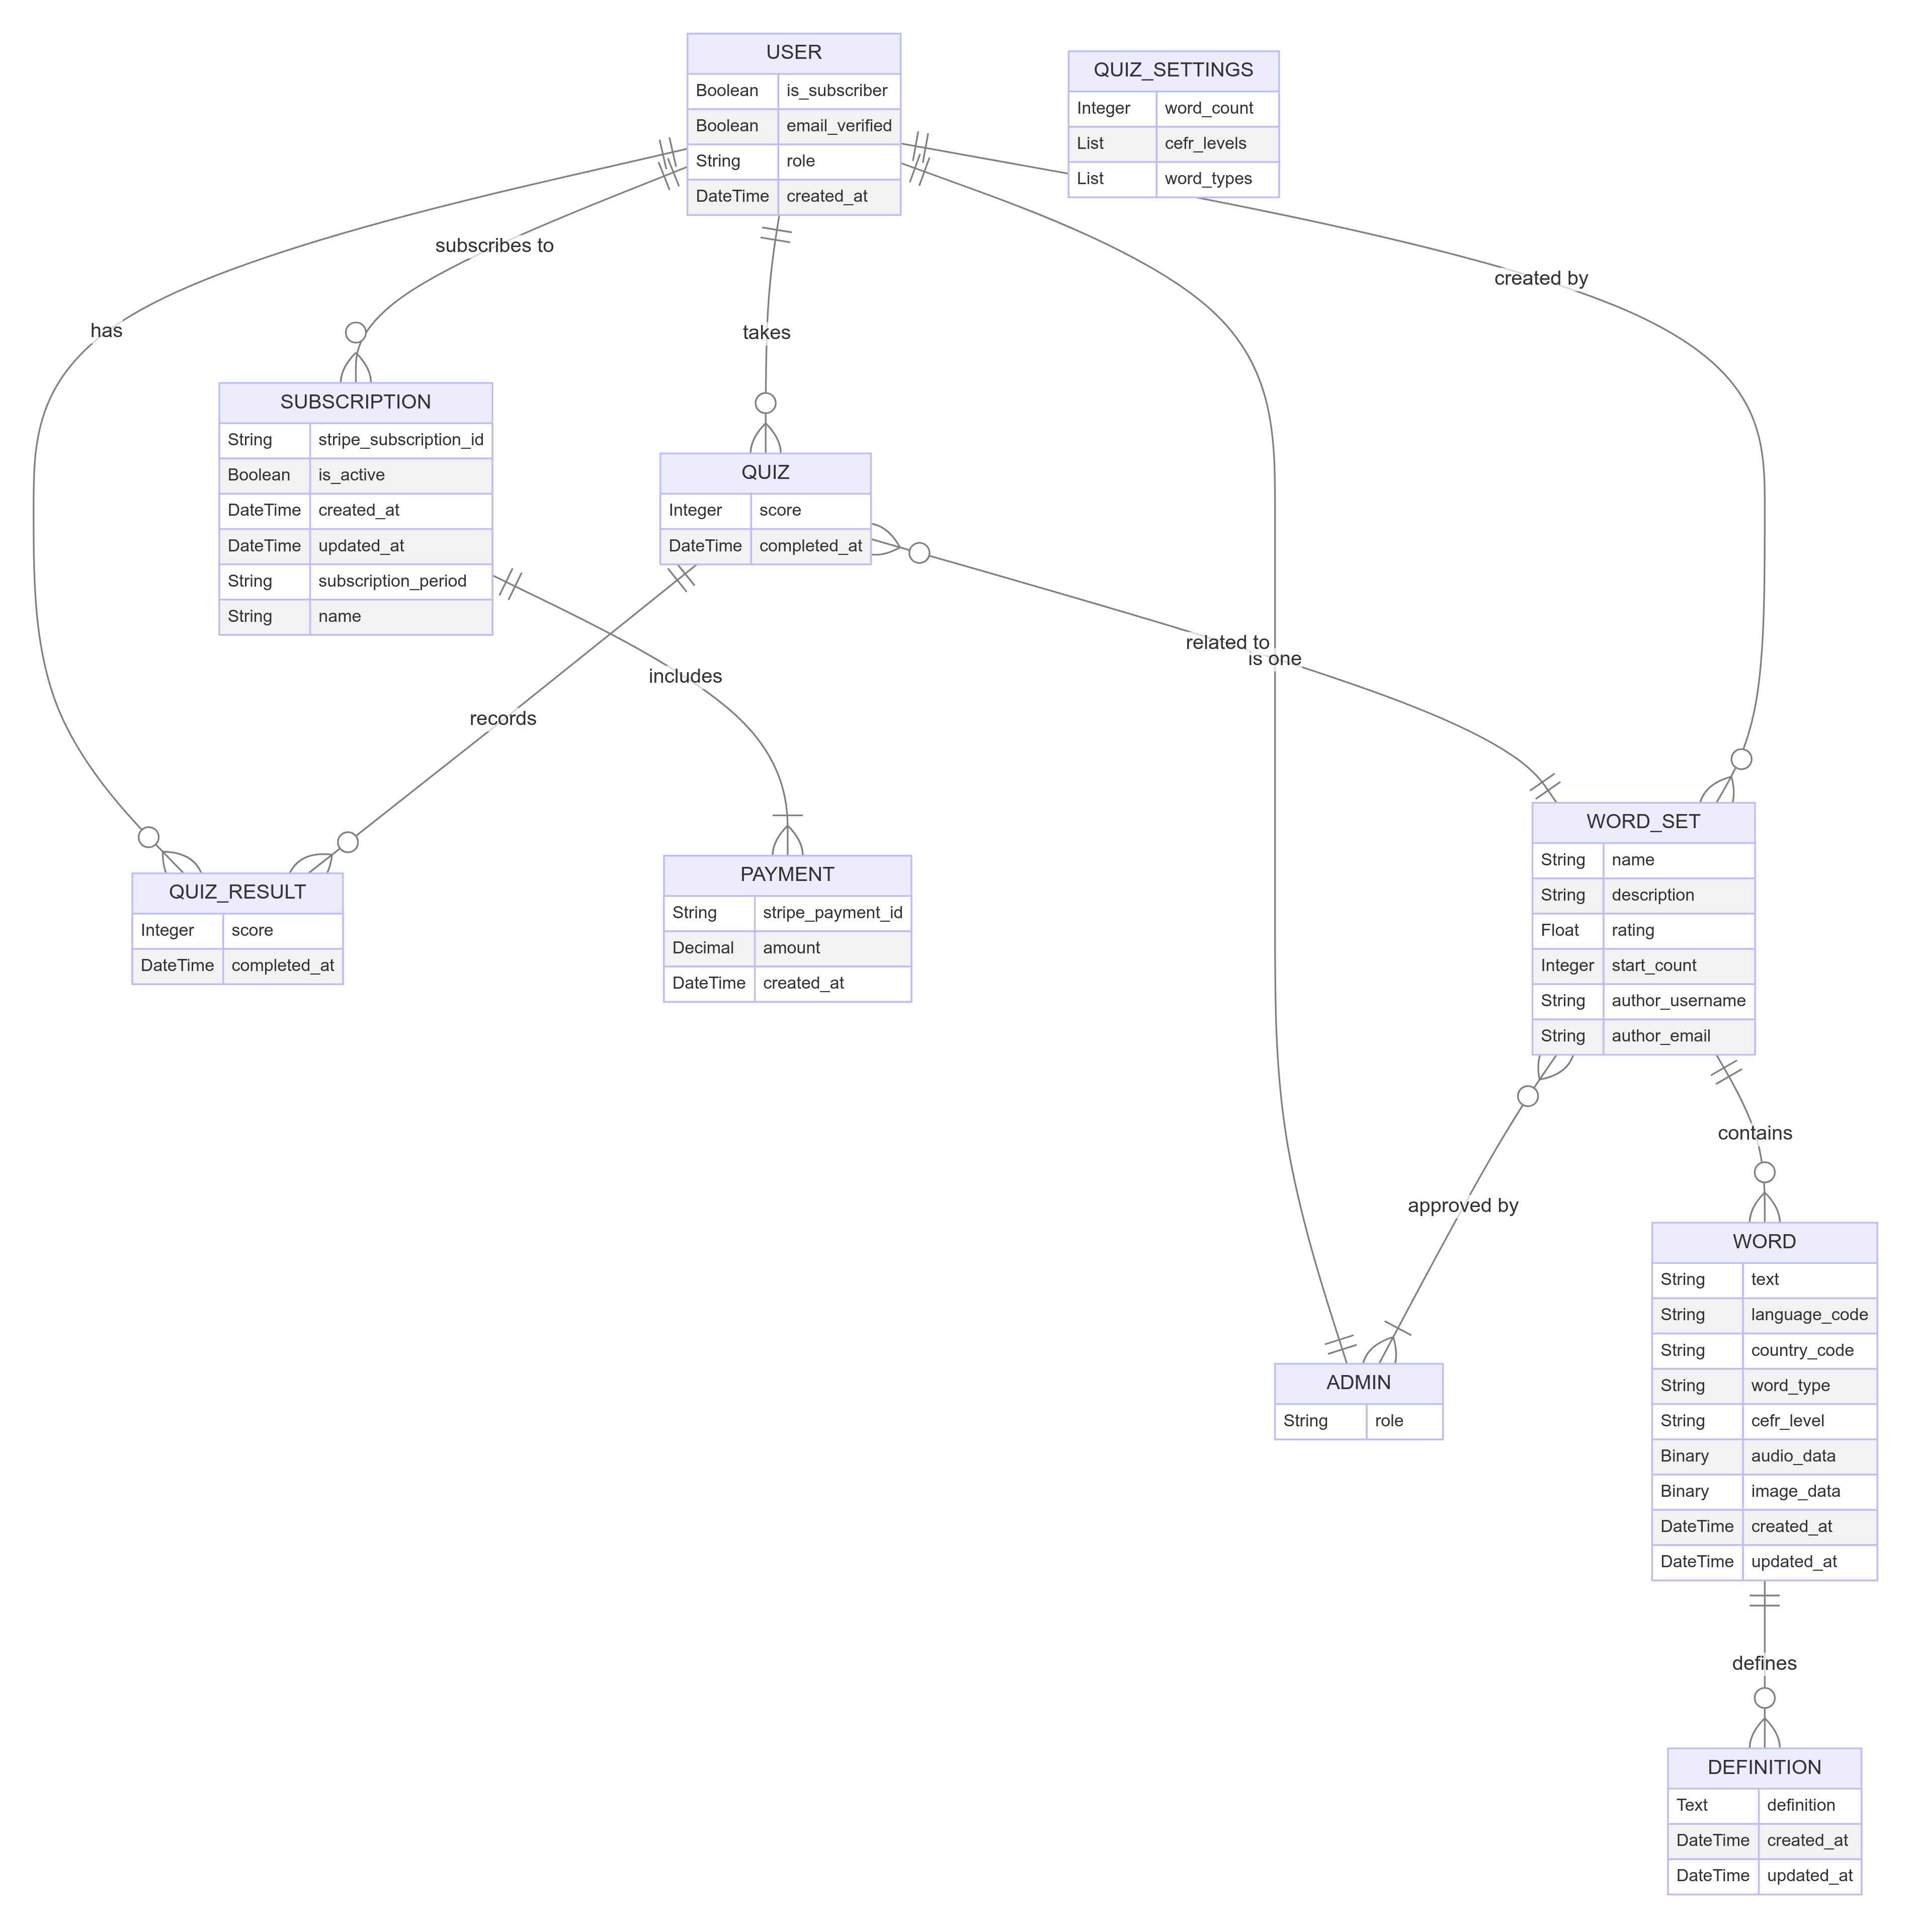 USER
Boolean is_subscriber
Boolean email_verified
String role
DateTime created_at
QUIZ_SETTINGS
Integer word_count
List cefr_levels
List word_types
subscribes to
created by
has
takes
SUBSCRIPTION
String stripe_subscription_id
Boolean is_active
DateTime created_at
DateTime updated_at
String subscription_period
String name
QUIZ
Integer score
DateTime completed_at
related to
is one
includes
records
QUIZ_RESULT
Integer score
DateTime completed_at
PAYMENT
String stripe_payment_id
Decimal amount
DateTime created_at
WORD_SET
String name
String description
Float rating
Integer start_count
String author_username
String author_email
contains
approved by
WORD
String text
String language_code
String country_code
String word_type
String cefr_level
Binary audio_data
Binary image_data
DateTime created_at
DateTime updated_at
ADMIN
String role
defines
DEFINITION
Text definition
DateTime created_at
DateTime updated_at